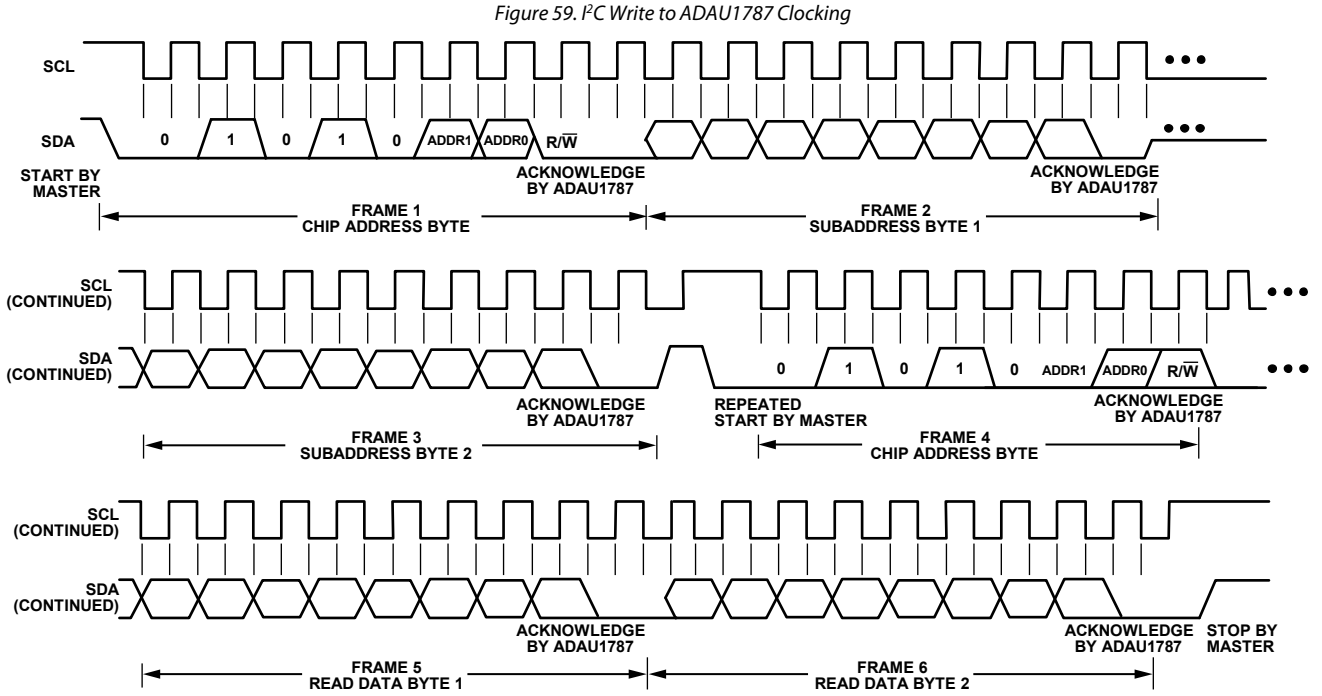 Figure 59. I²C Write to ADAU1787 Clocking
SCL
SDA
0 1 0 1 0 ADDR1 ADDR0 R/W̅
START BY
MASTER
ACKNOWLEDGE
BY ADAU1787
ACKNOWLEDGE
BY ADAU1787
FRAME 1
CHIP ADDRESS BYTE
FRAME 2
SUBADDRESS BYTE 1
SCL
(CONTINUED)
SDA
(CONTINUED)
0 1 0 1 0 ADDR1 ADDR0 R/W̅
ACKNOWLEDGE
BY ADAU1787
REPEATED
START BY MASTER
ACKNOWLEDGE
BY ADAU1787
FRAME 3
SUBADDRESS BYTE 2
FRAME 4
CHIP ADDRESS BYTE
SCL
(CONTINUED)
SDA
(CONTINUED)
ACKNOWLEDGE
BY ADAU1787
ACKNOWLEDGE
BY ADAU1787
STOP BY
MASTER
FRAME 5
READ DATA BYTE 1
FRAME 6
READ DATA BYTE 2